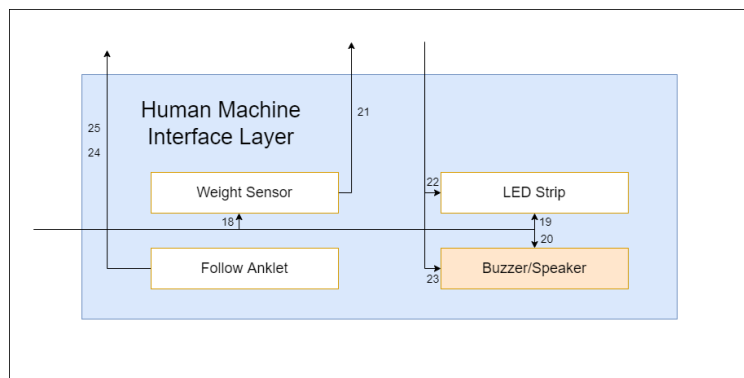 Human Machine
Interface Layer
25
24
21
Weight Sensor
22
LED Strip
18
19
20
Follow Anklet
23
Buzzer/Speaker